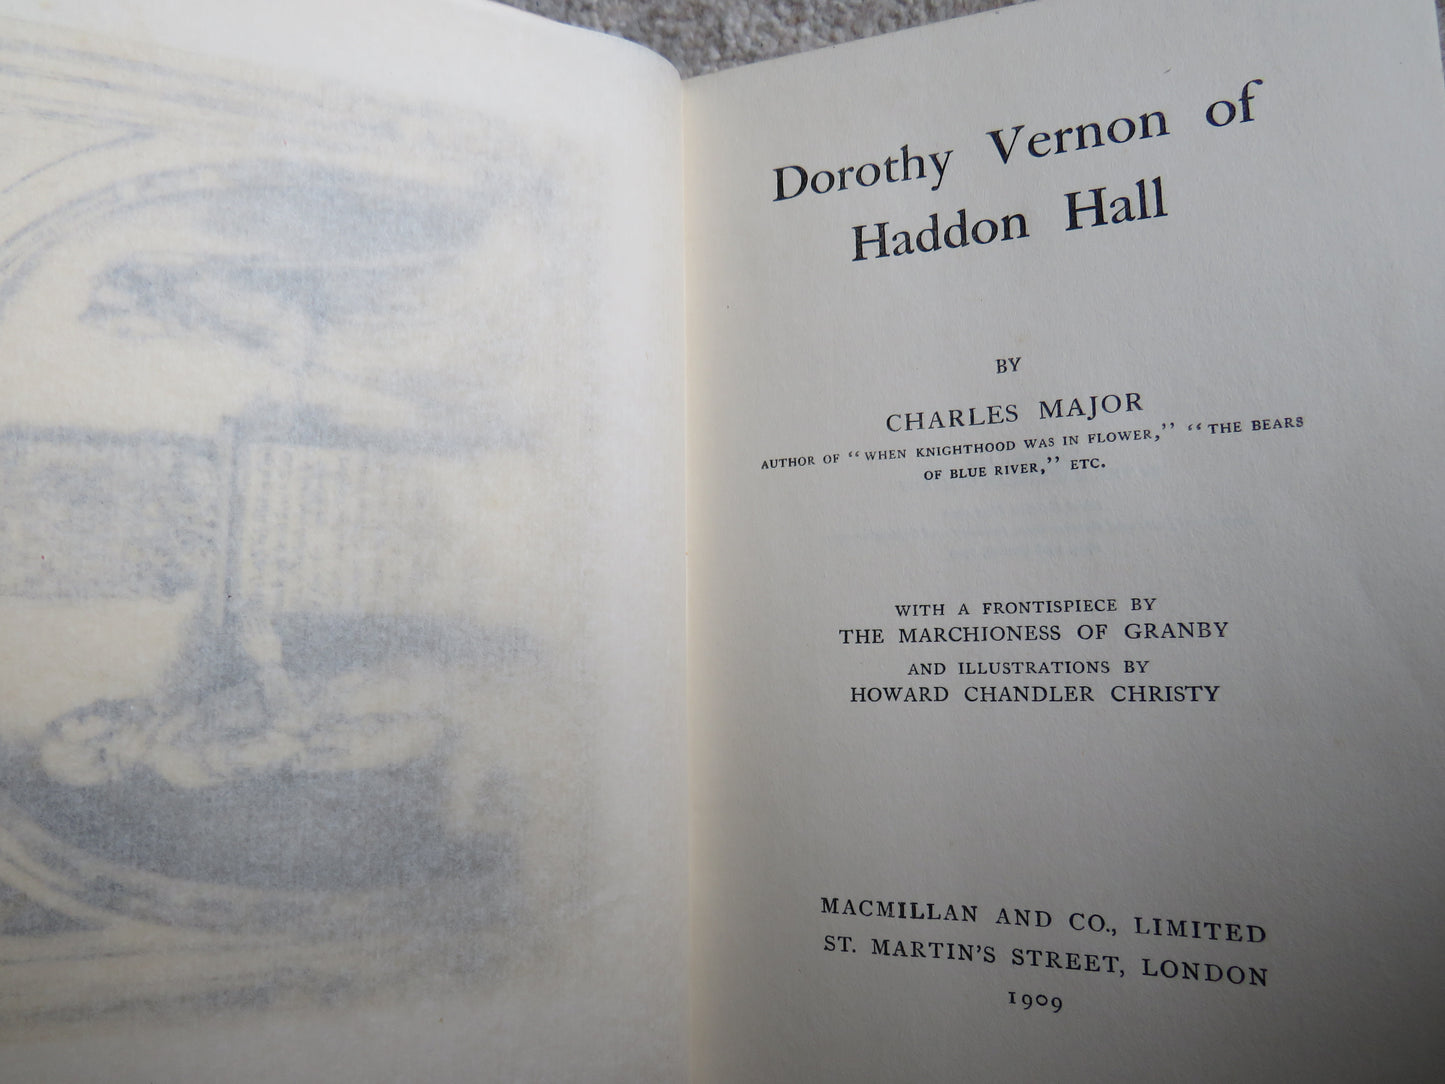 Dorothy Vernon of
Haddon Hall
BY
CHARLES MAJOR
AUTHOR OF “WHEN KNIGHTHOOD WAS IN FLOWER,” “THE BEARS
OF BLUE RIVER,” ETC.
WITH A FRONTISPIECE BY
THE MARCHIONESS OF GRANBY
AND ILLUSTRATIONS BY
HOWARD CHANDLER CHRISTY
MACMILLAN AND CO., LIMITED
ST. MARTIN'S STREET, LONDON
1909